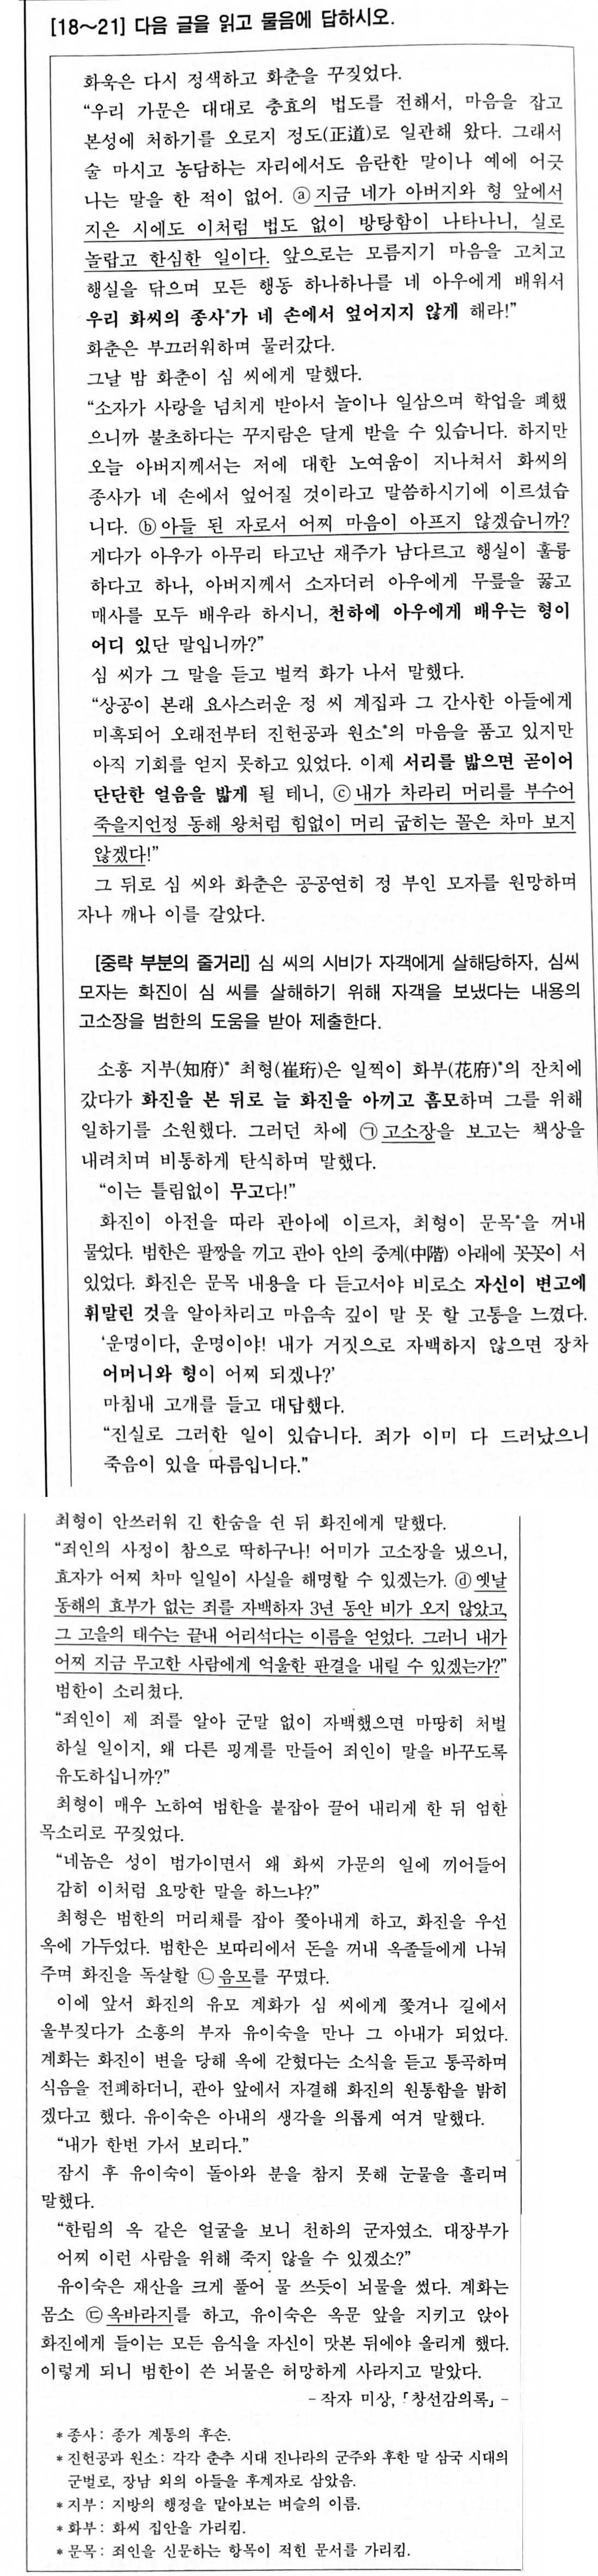 [18~21] 다음 글을 읽고 물음에 답하시오.
화욱은 다시 정색하고 화춘을 꾸짖었다.
“우리 가문은 대대로 충효의 법도를 전해서, 마음을 잡고
본성에 처하기를 오로지 정도(正道)로 일관해 왔다. 그래서
술 마시고 농담하는 자리에서도 음란한 말이나 예에 어긋
나는 말을 한 적이 없어. ⓐ지금 네가 아버지와 형 앞에서
지은 시에도 이처럼 법도 없이 방탕함이 나타나니, 실로
놀랍고 한심한 일이다. 앞으로는 모름지기 마음을 고치고
행실을 닦으며 모든 행동 하나하나를 네 아우에게 배워서
우리 화씨의 종사*가 네 손에서 엎어지지 않게 해라!”
화춘은 부끄러워하며 물러갔다.
그날 밤 화춘이 심 씨에게 말했다.
“소자가 사랑을 넘치게 받아서 놀이나 일삼으며 학업을 폐했
으니까 불초하다는 꾸지람은 달게 받을 수 있습니다. 하지만
오늘 아버지께서는 저에 대한 노여움이 지나쳐서 화씨의
종사가 네 손에서 엎어질 것이라고 말씀하시기에 이르셨습
니다. ⓑ아들 된 자로서 어찌 마음이 아프지 않겠습니까?
게다가 아우가 아무리 타고난 재주가 남다르고 행실이 훌륭
하다고 하나, 아버지께서 소자더러 아우에게 무릎을 꿇고
매사를 모두 배우라 하시니, 천하에 아우에게 배우는 형이
어디 있단 말입니까?”
심 씨가 그 말을 듣고 벌컥 화가 나서 말했다.
“상공이 본래 요사스러운 정 씨 계집과 그 간사한 아들에게
미혹되어 오래전부터 진헌공과 원소*의 마음을 품고 있지만
아직 기회를 얻지 못하고 있었다. 이제 서리를 밟으면 곧이어
단단한 얼음을 밟게 될 테니, ⓒ내가 차라리 머리를 부수어
죽을지언정 동해 왕처럼 힘없이 머리 굽히는 꼴은 차마 보지
않겠다!”
그 뒤로 심 씨와 화춘은 공공연히 정 부인 모자를 원망하며
자나 깨나 이를 갈았다.
[중략 부분의 줄거리] 심 씨의 시비가 자객에게 살해당하자, 심씨
모자는 화진이 심 씨를 살해하기 위해 자객을 보냈다는 내용의
고소장을 범한의 도움을 받아 제출한다.
소흥 지부(知府)* 최형(崔珩)은 일찍이 화부(花府)*의 잔치에
갔다가 화진을 본 뒤로 늘 화진을 아끼고 흠모하며 그를 위해
일하기를 소원했다. 그러던 차에 ㉠고소장을 보고는 책상을
내려치며 비통하게 탄식하며 말했다.
“이는 틀림없이 무고다!”
화진이 아전을 따라 관아에 이르자, 최형이 문목*을 꺼내
물었다. 범한은 팔짱을 끼고 관아 안의 중계(中階) 아래에 꼿꼿이 서
있었다. 화진은 문목 내용을 다 듣고서야 비로소 자신이 변고에
휘말린 것을 알아차리고 마음속 깊이 말 못 할 고통을 느꼈다.
‘운명이다, 운명이야! 내가 거짓으로 자백하지 않으면 장차
어머니와 형이 어찌 되겠나?’
마침내 고개를 들고 대답했다.
“진실로 그러한 일이 있습니다. 죄가 이미 다 드러났으니
죽음이 있을 따름입니다.”
최형이 안쓰러워 긴 한숨을 쉰 뒤 화진에게 말했다.
“죄인의 사정이 참으로 딱하구나! 어미가 고소장을 냈으니,
효자가 어찌 차마 일일이 사실을 해명할 수 있겠는가. ⓓ옛날
동해의 효부가 없는 죄를 자백하자 3년 동안 비가 오지 않았고,
그 고을의 태수는 끝내 어리석다는 이름을 얻었다. 그러니 내가
어찌 지금 무고한 사람에게 억울한 판결을 내릴 수 있겠는가?”
범한이 소리쳤다.
“죄인이 제 죄를 알아 군말 없이 자백했으면 마땅히 처벌
하실 일이지, 왜 다른 핑계를 만들어 죄인이 말을 바꾸도록
유도하십니까?”
최형이 매우 노하여 범한을 붙잡아 끌어 내리게 한 뒤 엄한
목소리로 꾸짖었다.
“네놈은 성이 범가이면서 왜 화씨 가문의 일에 끼어들어
감히 이처럼 요망한 말을 하느냐?”
최형은 범한의 머리채를 잡아 쫓아내게 하고, 화진을 우선
옥에 가두었다. 범한은 보따리에서 돈을 꺼내 옥졸들에게 나눠
주며 화진을 독살할 ㉡음모를 꾸몄다.
이에 앞서 화진의 유모 계화가 심 씨에게 쫓겨나 길에서
울부짖다가 소흥의 부자 유이숙을 만나 그 아내가 되었다.
계화는 화진이 변을 당해 옥에 갇혔다는 소식을 듣고 통곡하며
식음을 전폐하더니, 관아 앞에서 자결해 화진의 원통함을 밝히
겠다고 했다. 유이숙은 아내의 생각을 의롭게 여겨 말했다.
“내가 한번 가서 보리다.”
잠시 후 유이숙이 돌아와 분을 참지 못해 눈물을 흘리며
말했다.
“한림의 옥 같은 얼굴을 보니 천하의 군자였소. 대장부가
어찌 이런 사람을 위해 죽지 않을 수 있겠소?”
유이숙은 재산을 크게 풀어 물 쓰듯이 뇌물을 썼다. 계화는
몸소 ㉢옥바라지를 하고, 유이숙은 옥문 앞을 지키고 앉아
화진에게 들이는 모든 음식을 자신이 맛본 뒤에야 올리게 했다.
이렇게 되니 범한이 쓴 뇌물은 허망하게 사라지고 말았다.
- 작자 미상, 「창선감의록」 -
* 종사: 종가 계통의 후손.
* 진헌공과 원소: 각각 춘추 시대 진나라의 군주와 후한 말 삼국 시대의
군벌로, 장남 외의 아들을 후계자로 삼았음.
* 지부: 지방의 행정을 맡아보는 벼슬의 이름.
* 화부: 화씨 집안을 가리킴.
* 문목: 죄인을 신문하는 항목이 적힌 문서를 가리킴.